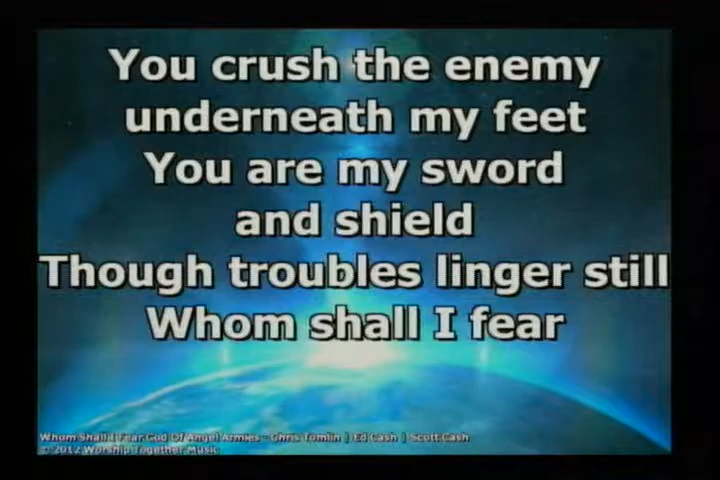 You crush the enemy
underneath my feet
You are my sword
and shield
Though troubles linger still
Whom shall I fear
Whom Shall I Fear God Of Angel Armies - Chris Tomlin | Ed Cash | Scott Cash
©2012 Worship Together Music